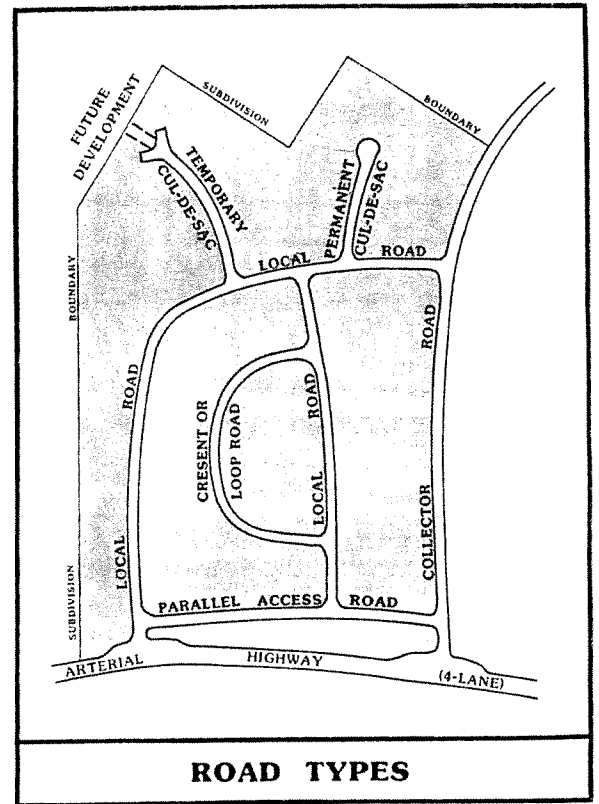 FUTURE
DEVELOPMENT
SUBDIVISION
BOUNDARY
TEMPORARY
CUL-DE-SAC
PERMANENT
CUL-DE-SAC
LOCAL ROAD
BOUNDARY
ROAD
ROAD
CRESENT OR
LOOP ROAD
ROAD
LOCAL
COLLECTOR
LOCAL
SUBDIVISION
PARALLEL ACCESS ROAD
ARTERIAL HIGHWAY (4-LANE)
ROAD TYPES